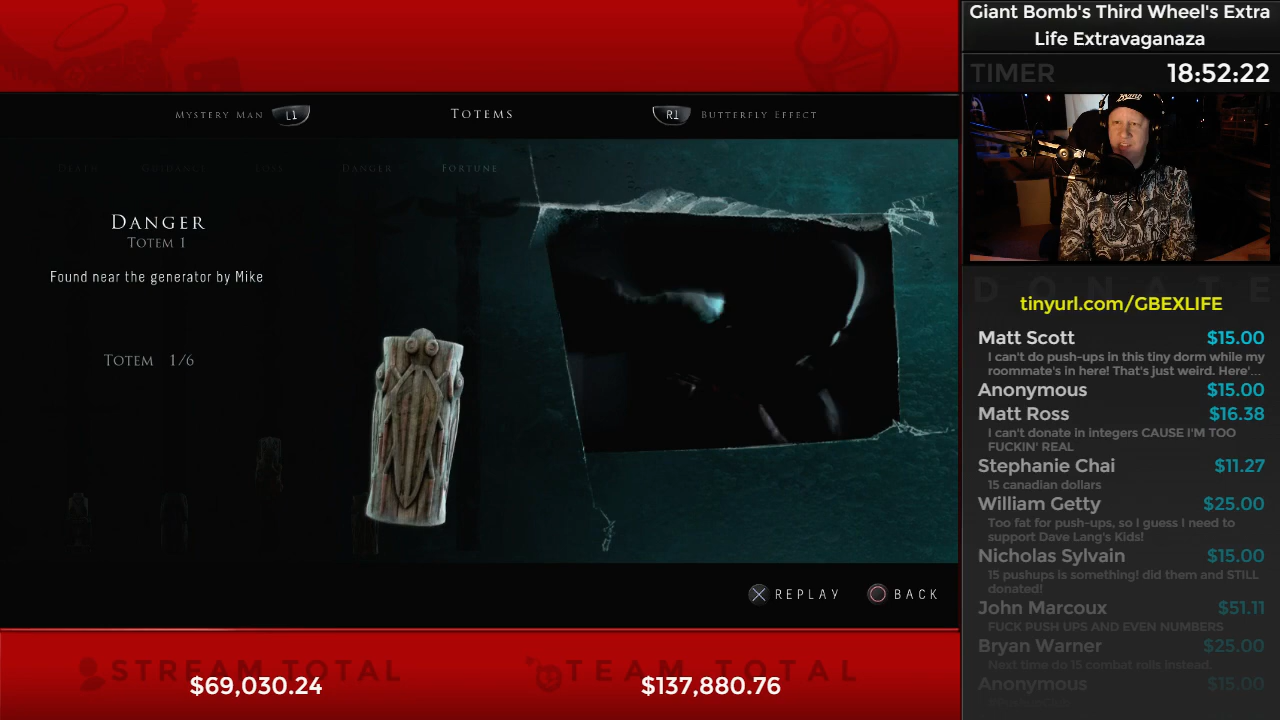 Giant Bomb's Third Wheel's Extra
Life Extravaganaza
TIMER
18:52:22
MYSTERY MAN L1
TOTEMS
R1 BUTTERFLY EFFECT
DEATH GUIDANCE LOSS DANGER FORTUNE
DANGER
TOTEM 1
Found near the generator by Mike
TOTEM 1/6
REPLAY
BACK
DONATE
tinyurl.com/GBEXLIFE
Matt Scott $15.00
I can't do push-ups in this tiny dorm while my
roommate's in here! That's just weird. Here'...
Anonymous $15.00
Matt Ross $16.38
I can't donate in integers CAUSE I'M TOO
FUCKIN' REAL
Stephanie Chai $11.27
15 canadian dollars
William Getty $25.00
Too fat for push-ups, so I guess I need to
support Dave Lang's Kids!
Nicholas Sylvain $15.00
15 pushups is something! did them and STILL
donated!
John Marcoux $51.11
FUCK PUSH UPS AND EVEN NUMBERS
Bryan Warner $25.00
Next time do 15 combat rolls instead.
Anonymous $15.00
STREAM TOTAL
$69,030.24
TEAM TOTAL
$137,880.76